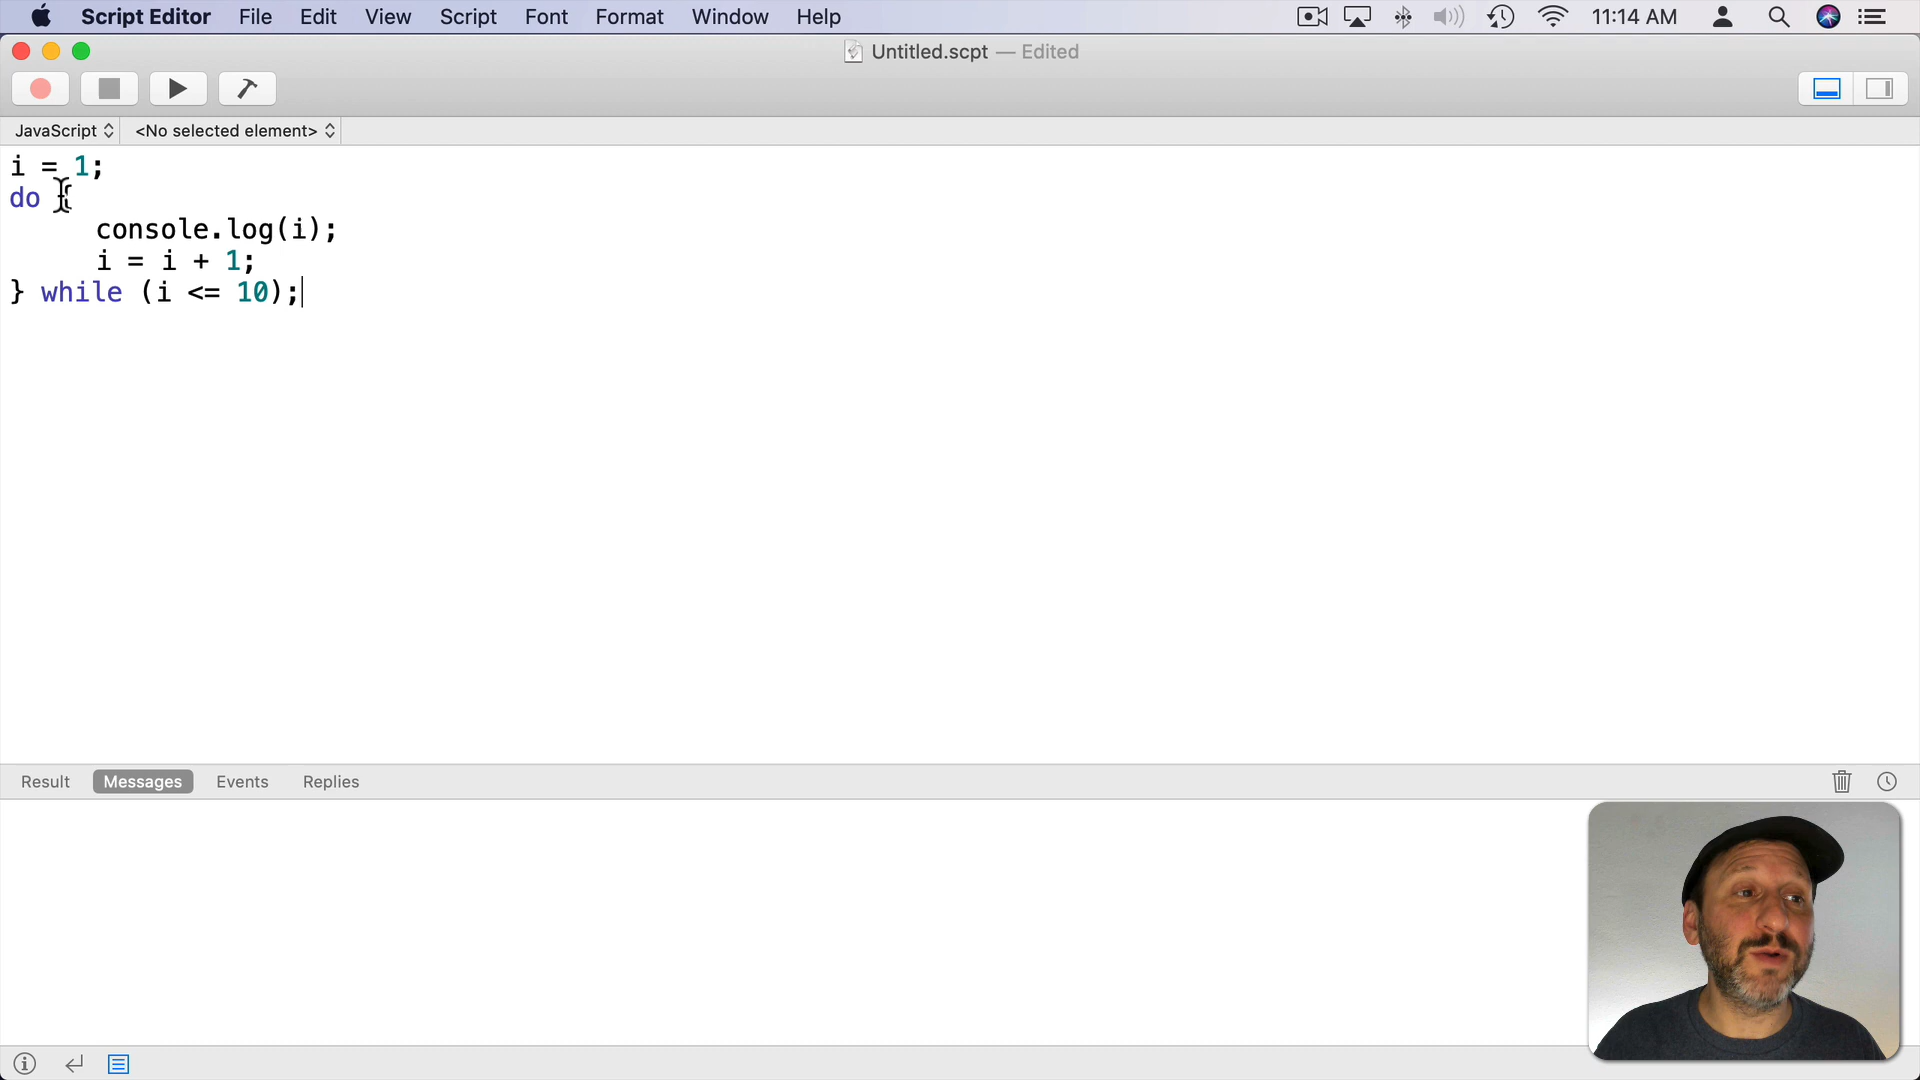 Script Editor File Edit View Script Font Format Window Help 11:14 AM
Untitled.scpt — Edited
JavaScript <No selected element>
i = 1;
do {
console.log(i);
i = i + 1;
} while (i <= 10);
Result Messages Events Replies